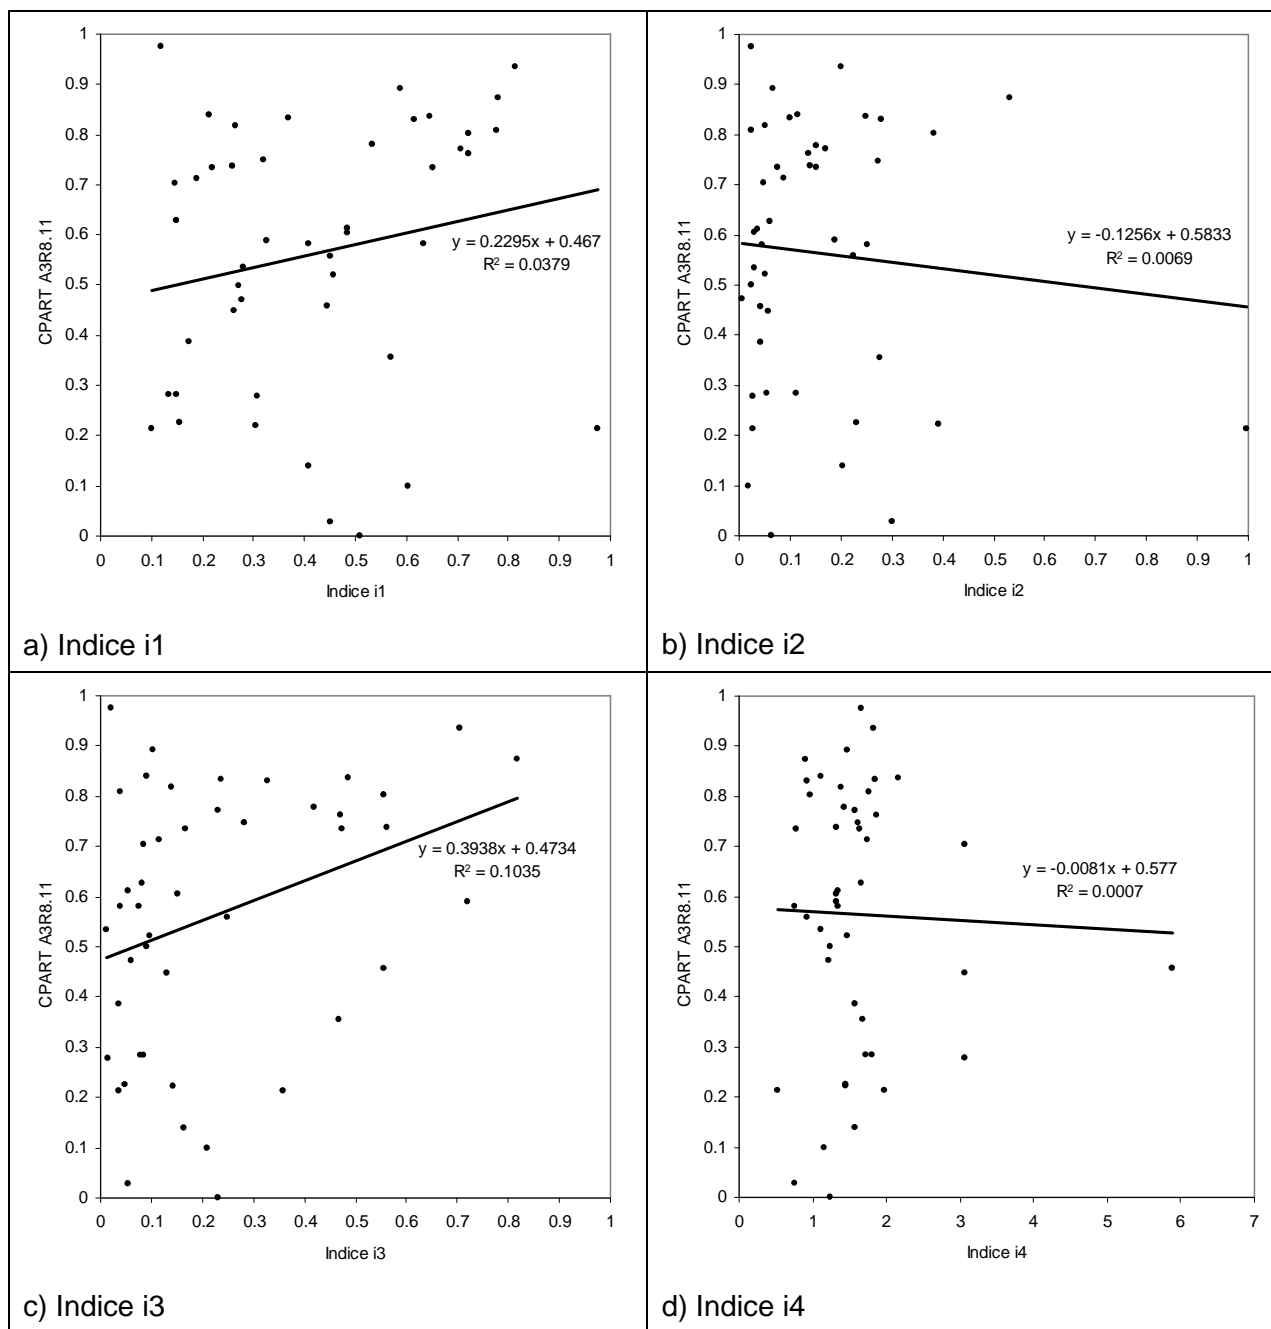 1
0.9
0.8
0.7
0.6
0.5
0.4
0.3
0.2
0.1
0
CPART A3R8.11
y = 0.2295x + 0.467
R² = 0.0379
0 0.1 0.2 0.3 0.4 0.5 0.6 0.7 0.8 0.9 1
Indice i1
a) Indice i1
1
0.9
0.8
0.7
0.6
0.5
0.4
0.3
0.2
0.1
0
CPART A3R8.11
y = -0.1256x + 0.5833
R² = 0.0069
0 0.1 0.2 0.3 0.4 0.5 0.6 0.7 0.8 0.9 1
Indice i2
b) Indice i2
1
0.9
0.8
0.7
0.6
0.5
0.4
0.3
0.2
0.1
0
CPART A3R8.11
y = 0.3938x + 0.4734
R² = 0.1035
0 0.1 0.2 0.3 0.4 0.5 0.6 0.7 0.8 0.9 1
Indice i3
c) Indice i3
1
0.9
0.8
0.7
0.6
0.5
0.4
0.3
0.2
0.1
0
CPART A3R8.11
y = -0.0081x + 0.577
R² = 0.0007
0 1 2 3 4 5 6 7
Indice i4
d) Indice i4